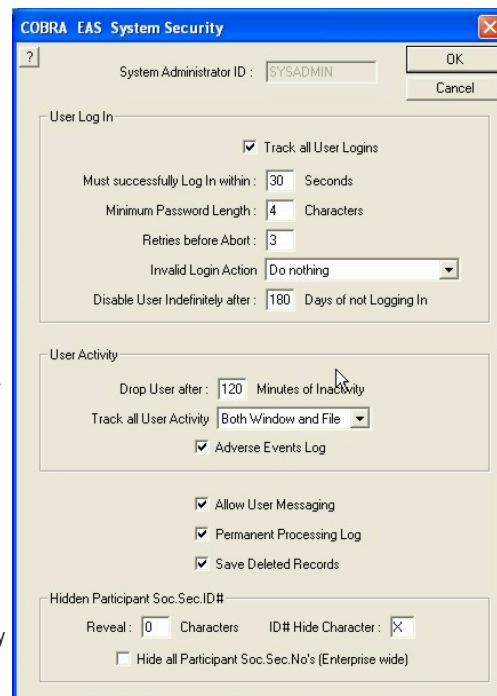 COBRA EAS System Security
?
System Administrator ID : SYSADMIN
OK
Cancel
User Log In
Track all User Logins
Must successfully Log In within : 30 Seconds
Minimum Password Length : 4 Characters
Retries before Abort : 3
Invalid Login Action Do nothing
Disable User Indefinitely after : 180 Days of not Logging In
User Activity
Drop User after : 120 Minutes of Inactivity
Track all User Activity Both Window and File
Adverse Events Log
Allow User Messaging
Permanent Processing Log
Save Deleted Records
Hidden Participant Soc.Sec.ID#
Reveal : 0 Characters ID# Hide Character : X
Hide all Participant Soc.Sec.No's (Enterprise wide)